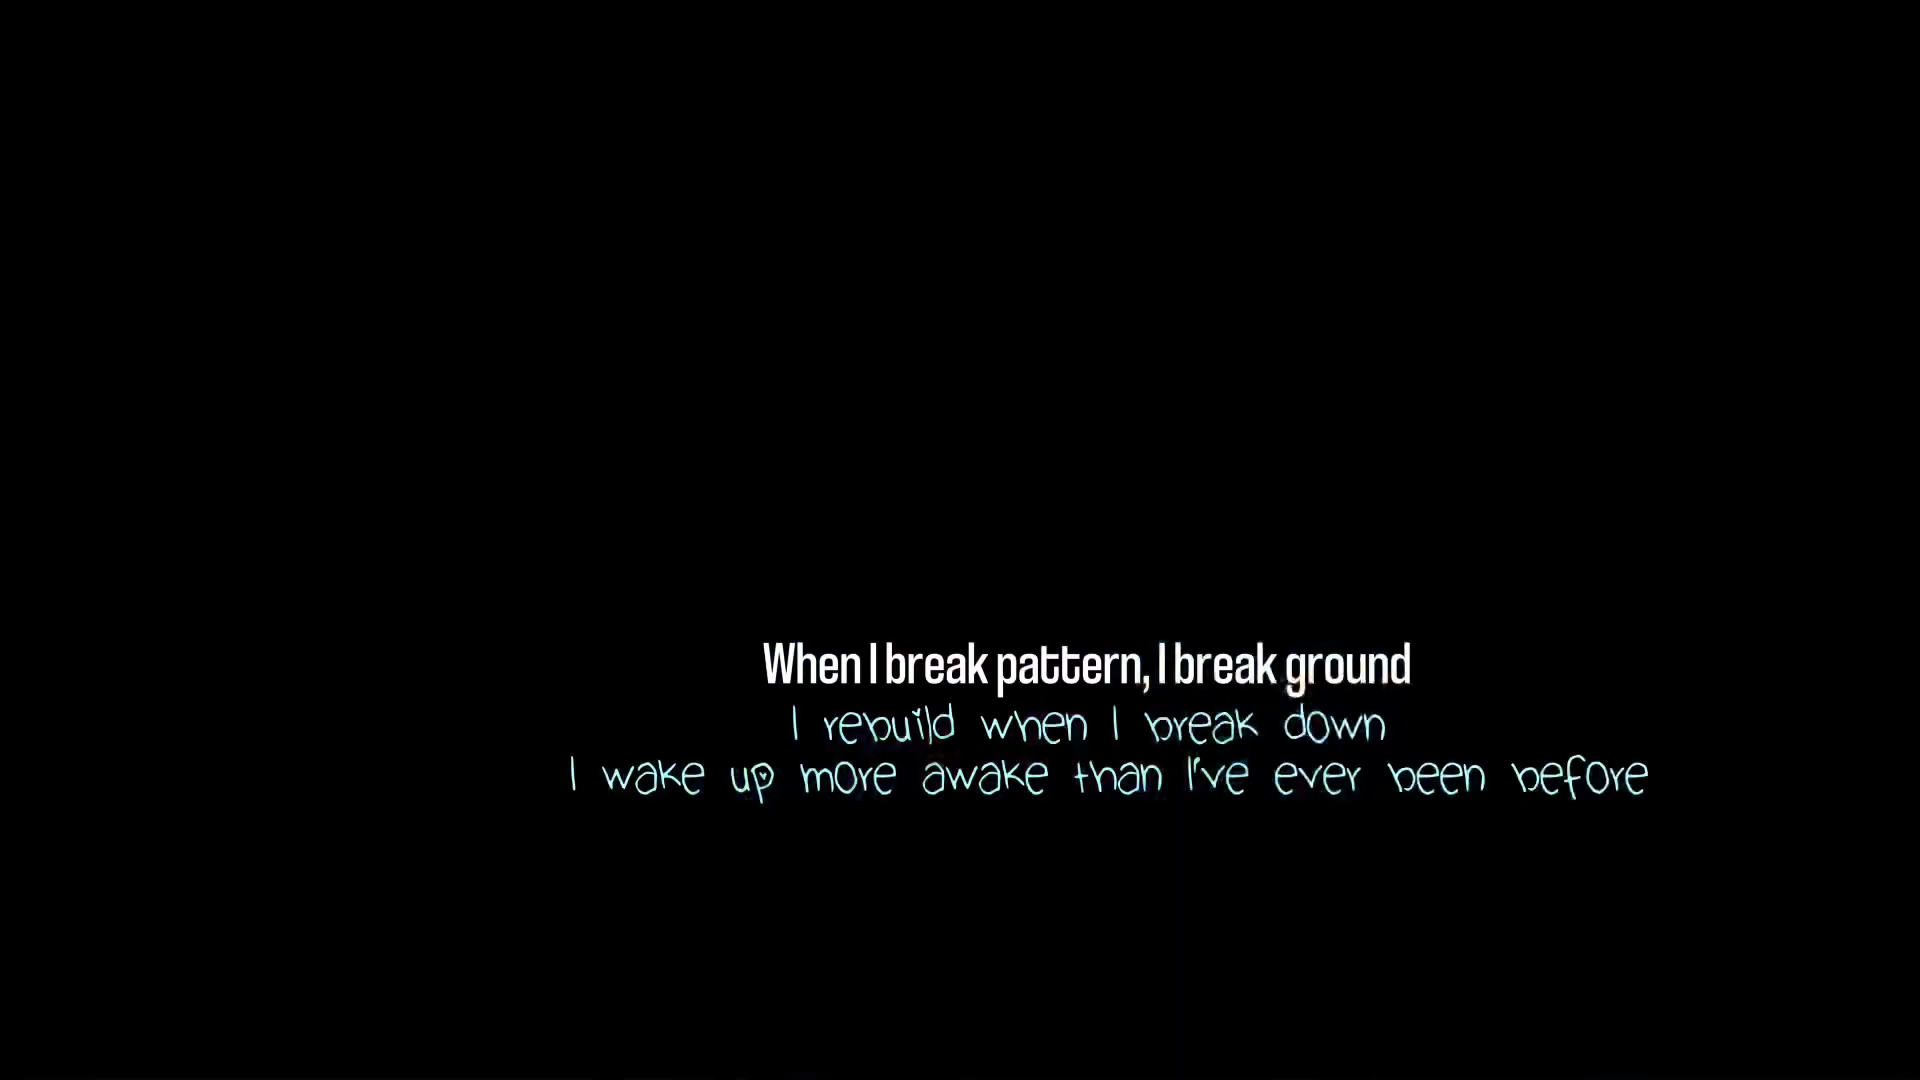 When I break pattern, I break ground
I rebuild when I break down
I wake up more awake than I've ever been before